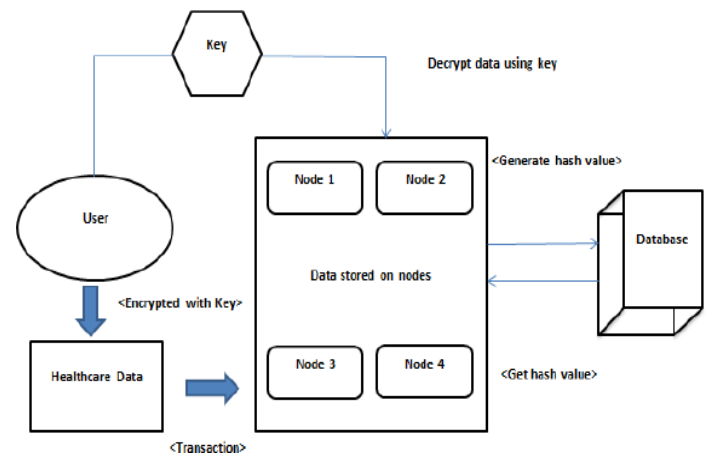 Key
Decrypt data using key
<Generate hash value>
Node 1
Node 2
User
Database
Data stored on nodes
<Encrypted with Key>
Healthcare Data
Node 3
Node 4
<Get hash value>
<Transaction>